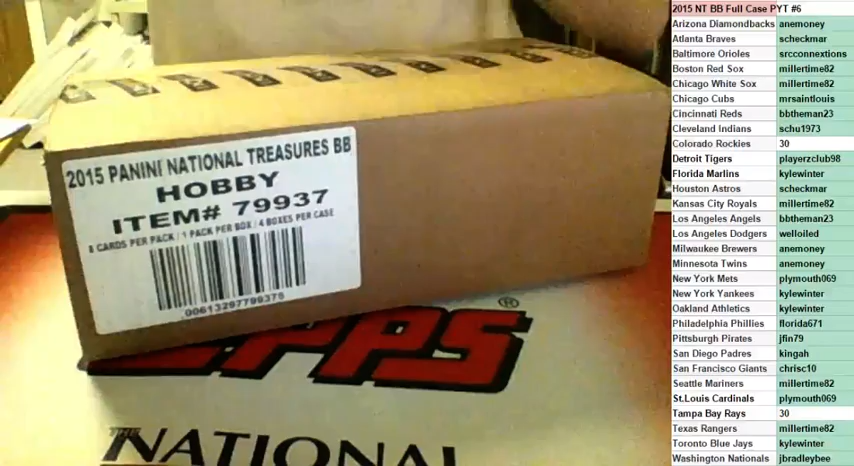 2015 PANINI NATIONAL TREASURES BB
HOBBY
ITEM# 79937
8 CARDS PER PACK / 1 PACK PER BOX / 4 BOXES PER CASE
®
NATIONAL
2015 NT BB Full Case PYT #6
Arizona Diamondbacks anemoney
Atlanta Braves scheckmar
Baltimore Orioles srcconnextions
Boston Red Sox millertime82
Chicago White Sox millertime82
Chicago Cubs mrsaintlouis
Cincinnati Reds bbtheman23
Cleveland Indians schu1973
Colorado Rockies 30
Detroit Tigers playerzclub98
Florida Marlins kylewinter
Houston Astros scheckmar
Kansas City Royals millertime82
Los Angeles Angels bbtheman23
Los Angeles Dodgers welloiled
Milwaukee Brewers anemoney
Minnesota Twins anemoney
New York Mets plymouth069
New York Yankees kylewinter
Oakland Athletics kylewinter
Philadelphia Phillies florida671
Pittsburgh Pirates jfin79
San Diego Padres kingah
San Francisco Giants chrisc10
Seattle Mariners millertime82
St.Louis Cardinals plymouth069
Tampa Bay Rays 30
Texas Rangers millertime82
Toronto Blue Jays kylewinter
Washington Nationals jbradleybee